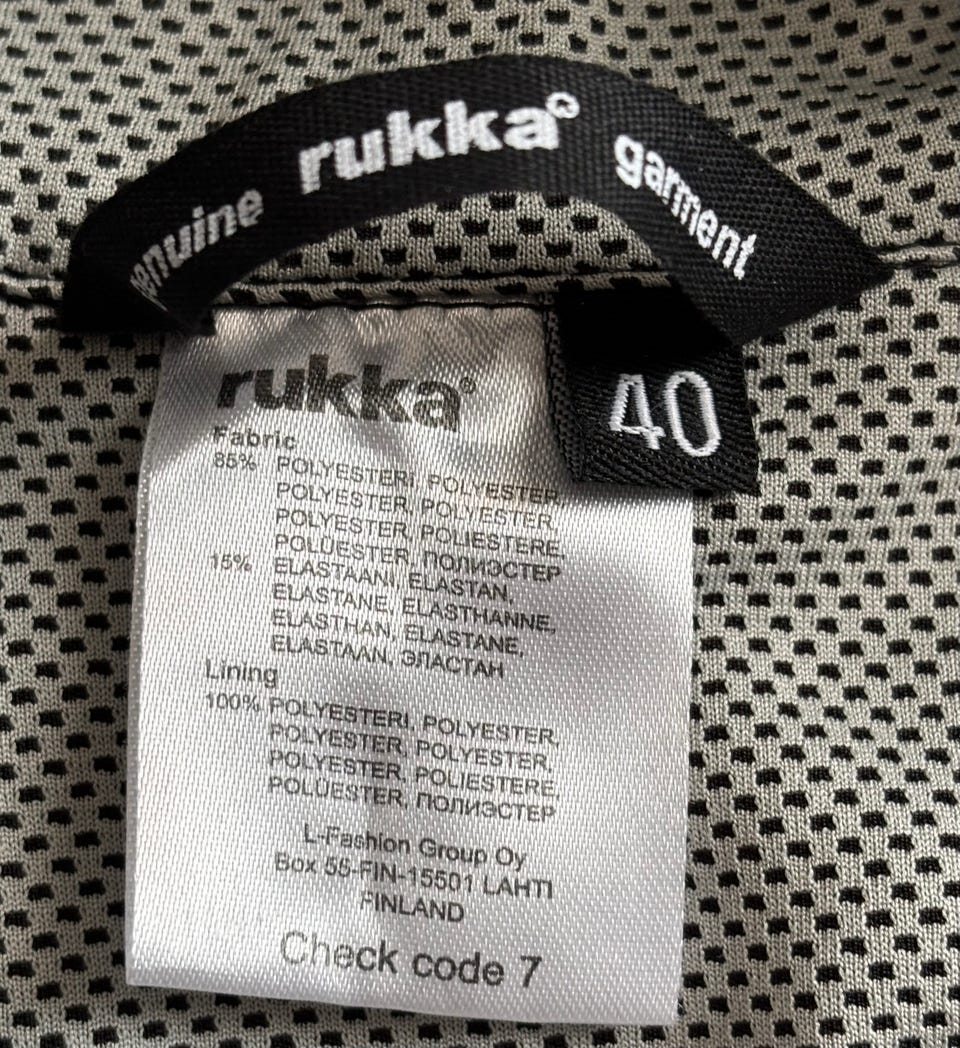 genuine rukka® garment
rukka®
40
Fabric
85% POLYESTERI, POLYESTER,
POLYESTER, POLYESTER,
POLYESTER, POLIESTERE,
POLÜESTER, ПОЛИЭСТЕР
15% ELASTAANI, ELASTAN,
ELASTANE, ELASTHANNE,
ELASTHAN, ELASTANE,
ELASTAAN, ЭЛАСТАН
Lining
100% POLYESTERI, POLYESTER,
POLYESTER, POLYESTER,
POLYESTER, POLIESTERE
POLÜESTER, ПОЛИЭСТЕР
L-Fashion Group Oy
Box 55-FIN-15501 LAHTI
FINLAND
Check code 7